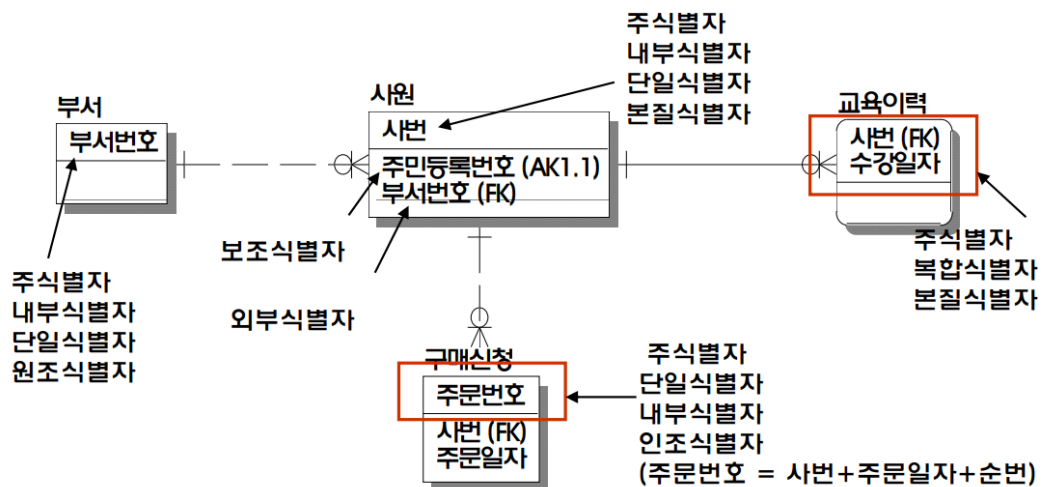 부서
부서번호
주식별자
내부식별자
단일식별자
원조식별자
사원
사번
주민등록번호 (AK1.1)
부서번호 (FK)
주식별자
내부식별자
단일식별자
본질식별자
보조식별자
외부식별자
교육이력
사번 (FK)
수강일자
주식별자
복합식별자
본질식별자
구매신청
주문번호
사번 (FK)
주문일자
주식별자
단일식별자
내부식별자
인조식별자
(주문번호 = 사번+주문일자+순번)